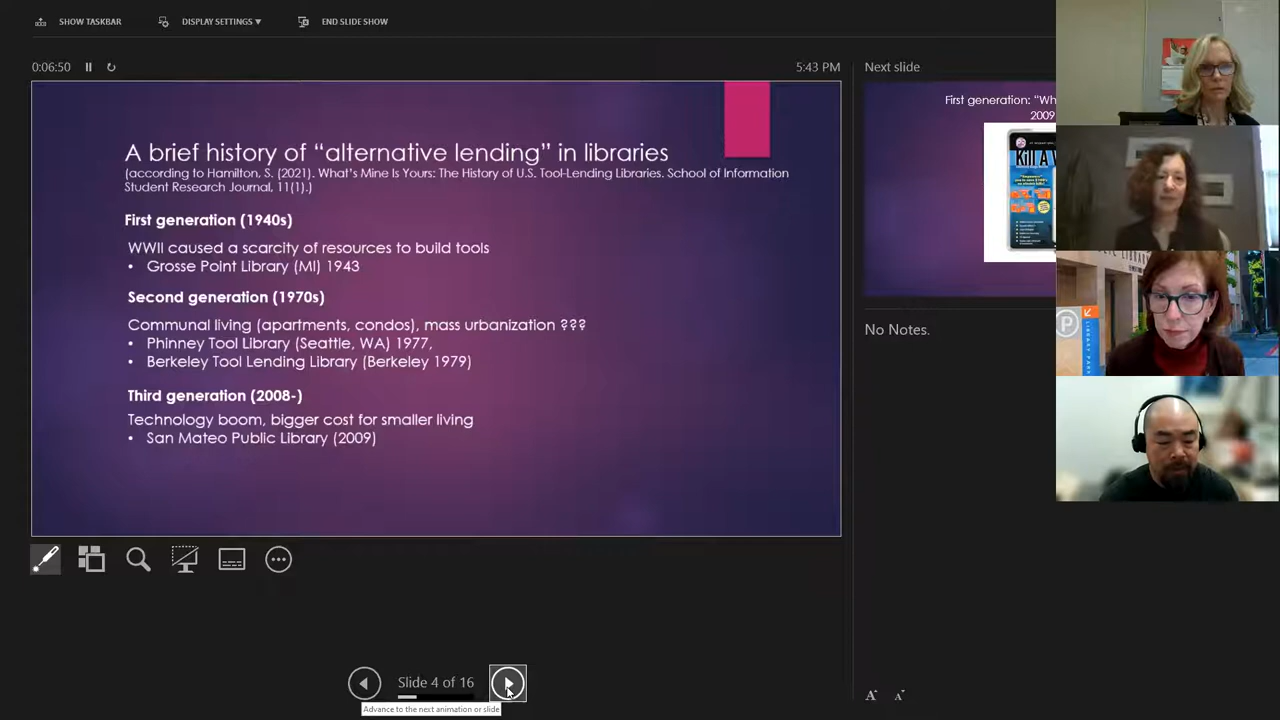 SHOW TASKBAR
DISPLAY SETTINGS ▼
END SLIDE SHOW
0:06:50
5:43 PM
A brief history of “alternative lending” in libraries
(according to Hamilton, S. (2021). What’s Mine Is Yours: The History of U.S. Tool-Lending Libraries. School of Information
Student Research Journal, 11(1).)
First generation (1940s)
WWII caused a scarcity of resources to build tools
• Grosse Point Library (MI) 1943
Second generation (1970s)
Communal living (apartments, condos), mass urbanization ???
• Phinney Tool Library (Seattle, WA) 1977,
• Berkeley Tool Lending Library (Berkeley 1979)
Third generation (2008-)
Technology boom, bigger cost for smaller living
• San Mateo Public Library (2009)
Slide 4 of 16
Advance to the next animation or slide
Next slide
First generation: “Wh
2009
Kill A W
No Notes.
A A
LIBRARY PAR
P